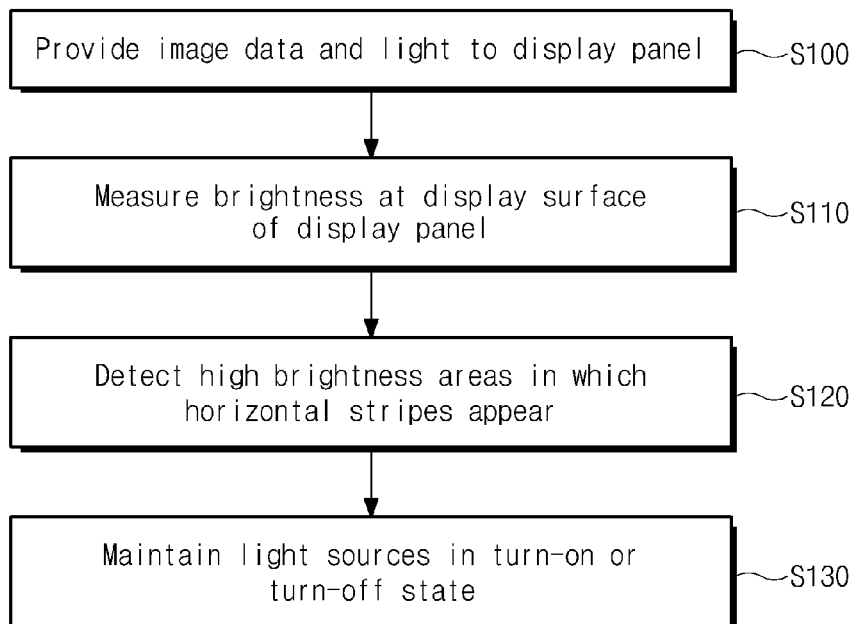 Provide image data and light to display panel
S100
Measure brightness at display surface
of display panel
S110
Detect high brightness areas in which
horizontal stripes appear
S120
Maintain light sources in turn-on or
turn-off state
S130